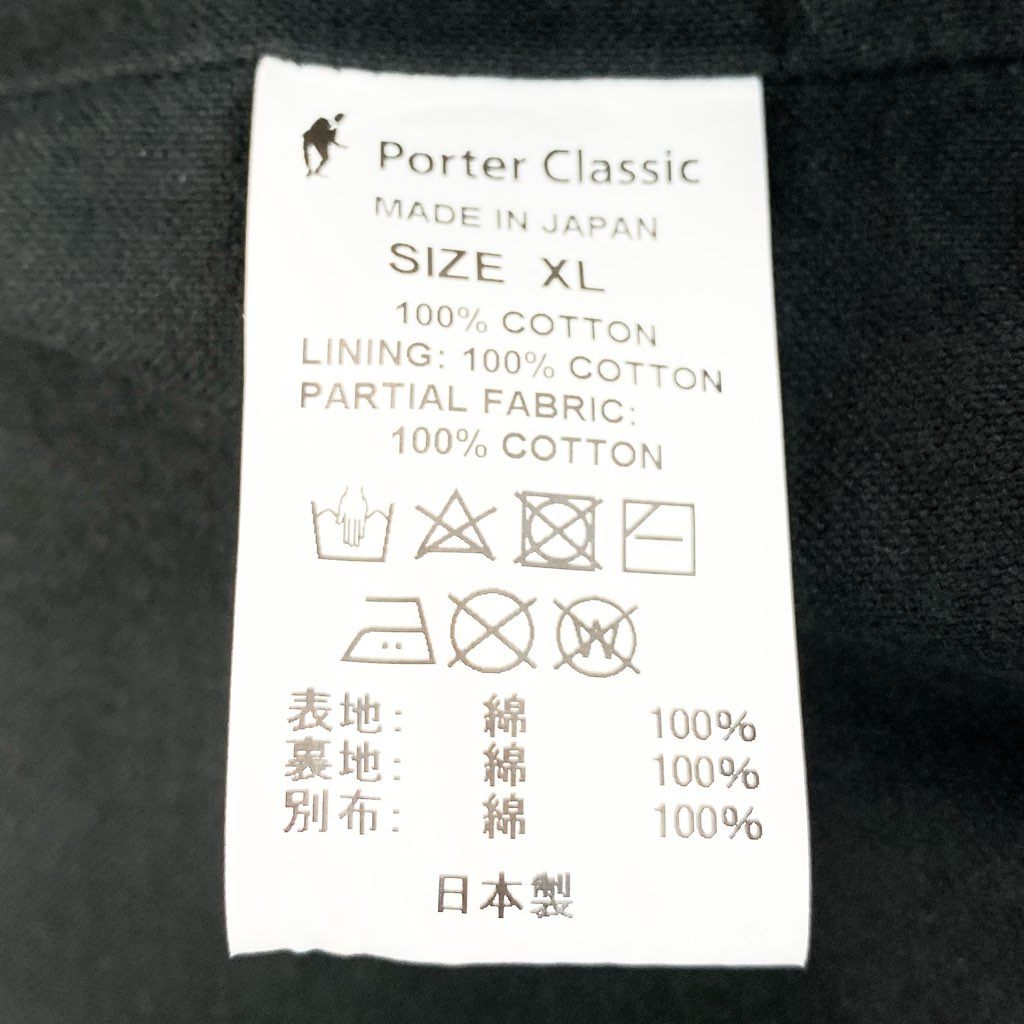 Porter Classic
MADE IN JAPAN
SIZE XL
100% COTTON
LINING: 100% COTTON
PARTIAL FABRIC:
100% COTTON
W
表地: 綿 100%
裏地: 綿 100%
別布: 綿 100%
日本製